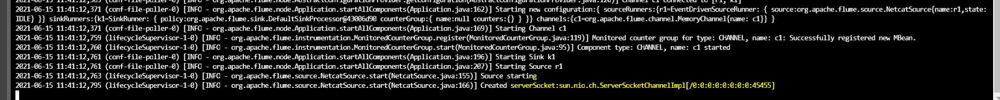 2021-06-15 11:41:12,369 (conf-file-poller-0) [INFO - org.apache.flume.node.AbstractConfigurationProvider.getConfiguration(AbstractConfigurationProvider.java:120)] Channel c1 connected to [r1, k1]
2021-06-15 11:41:12,371 (conf-file-poller-0) [INFO - org.apache.flume.node.Application.startAllComponents(Application.java:162)] Starting new configuration:{ sourceRunners:{r1=EventDrivenSourceRunner: { source:org.apache.flume.source.NetcatSource{name:r1,state:
IDLE} }} sinkRunners:{k1=SinkRunner: { policy:org.apache.flume.sink.DefaultSinkProcessor@43006d90 counterGroup:{ name:null counters:{} } }} channels:{c1=org.apache.flume.channel.MemoryChannel{name: c1}} }
2021-06-15 11:41:12,371 (conf-file-poller-0) [INFO - org.apache.flume.node.Application.startAllComponents(Application.java:169)] Starting Channel c1
2021-06-15 11:41:12,759 (lifecycleSupervisor-1-0) [INFO - org.apache.flume.instrumentation.MonitoredCounterGroup.register(MonitoredCounterGroup.java:119)] Monitored counter group for type: CHANNEL, name: c1: Successfully registered new MBean.
2021-06-15 11:41:12,760 (lifecycleSupervisor-1-0) [INFO - org.apache.flume.instrumentation.MonitoredCounterGroup.start(MonitoredCounterGroup.java:95)] Component type: CHANNEL, name: c1 started
2021-06-15 11:41:12,761 (conf-file-poller-0) [INFO - org.apache.flume.node.Application.startAllComponents(Application.java:196)] Starting Sink k1
2021-06-15 11:41:12,761 (conf-file-poller-0) [INFO - org.apache.flume.node.Application.startAllComponents(Application.java:207)] Starting Source r1
2021-06-15 11:41:12,763 (lifecycleSupervisor-1-0) [INFO - org.apache.flume.source.NetcatSource.start(NetcatSource.java:155)] Source starting
2021-06-15 11:41:12,795 (lifecycleSupervisor-1-0) [INFO - org.apache.flume.source.NetcatSource.start(NetcatSource.java:166)] Created serverSocket:sun.nio.ch.ServerSocketChannelImpl[/0:0:0:0:0:0:0:0:45455]